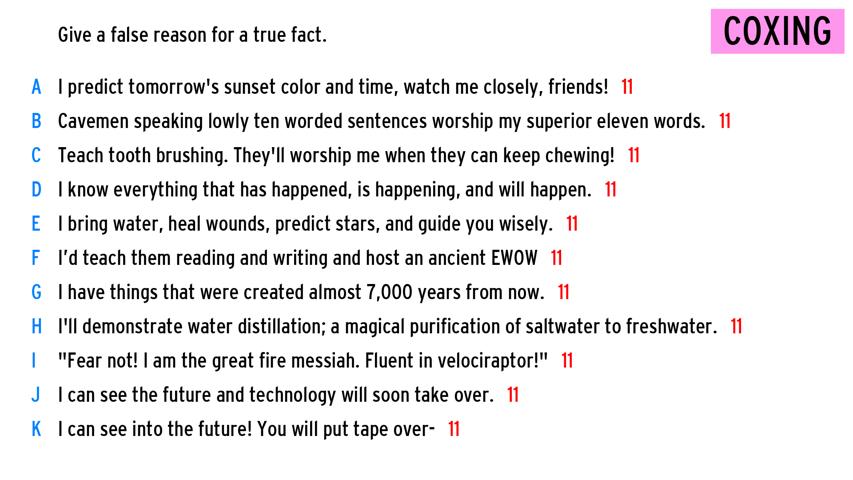 Give a false reason for a true fact.
COXING
A I predict tomorrow's sunset color and time, watch me closely, friends! 11
B Cavemen speaking lowly ten worded sentences worship my superior eleven words. 11
C Teach tooth brushing. They'll worship me when they can keep chewing! 11
D I know everything that has happened, is happening, and will happen. 11
E I bring water, heal wounds, predict stars, and guide you wisely. 11
F I’d teach them reading and writing and host an ancient EWOW 11
G I have things that were created almost 7,000 years from now. 11
H I'll demonstrate water distillation; a magical purification of saltwater to freshwater. 11
I "Fear not! I am the great fire messiah. Fluent in velociraptor!" 11
J I can see the future and technology will soon take over. 11
K I can see into the future! You will put tape over- 11